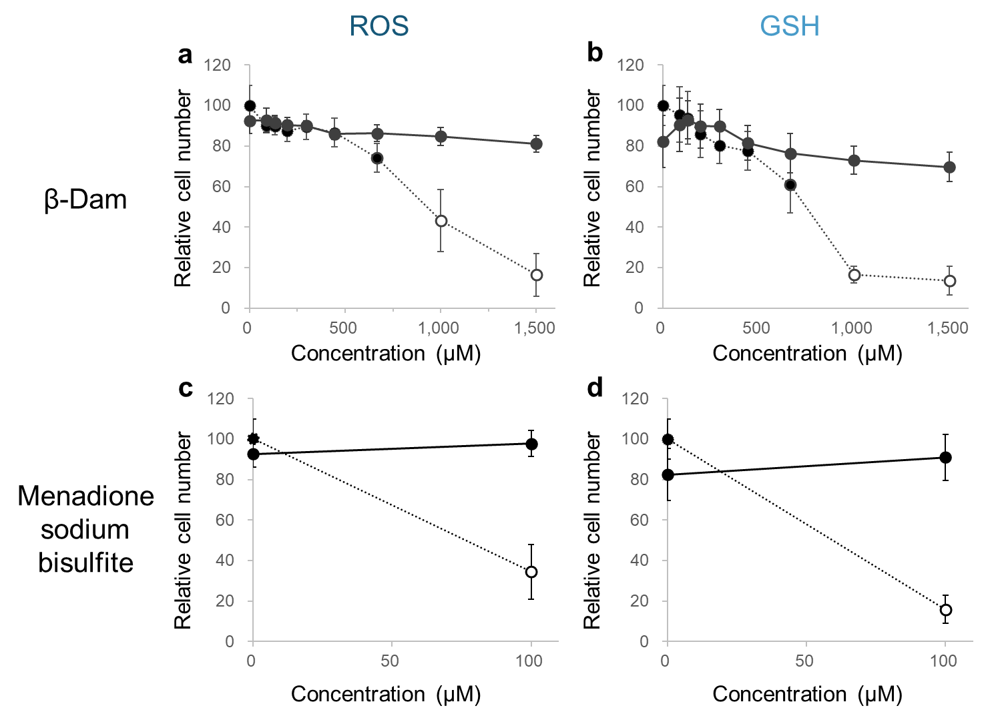 ROS
GSH
a
b
β-Dam
Menadione
sodium
bisulfite
Relative cell number
120
100
80
60
40
20
0
0
500
1,000
1,500
Concentration (µM)
Relative cell number
120
100
80
60
40
20
0
0
500
1,000
1,500
Concentration (µM)
c
Relative cell number
120
100
80
60
40
20
0
0
50
100
Concentration (µM)
d
Relative cell number
120
100
80
60
40
20
0
0
50
100
Concentration (µM)